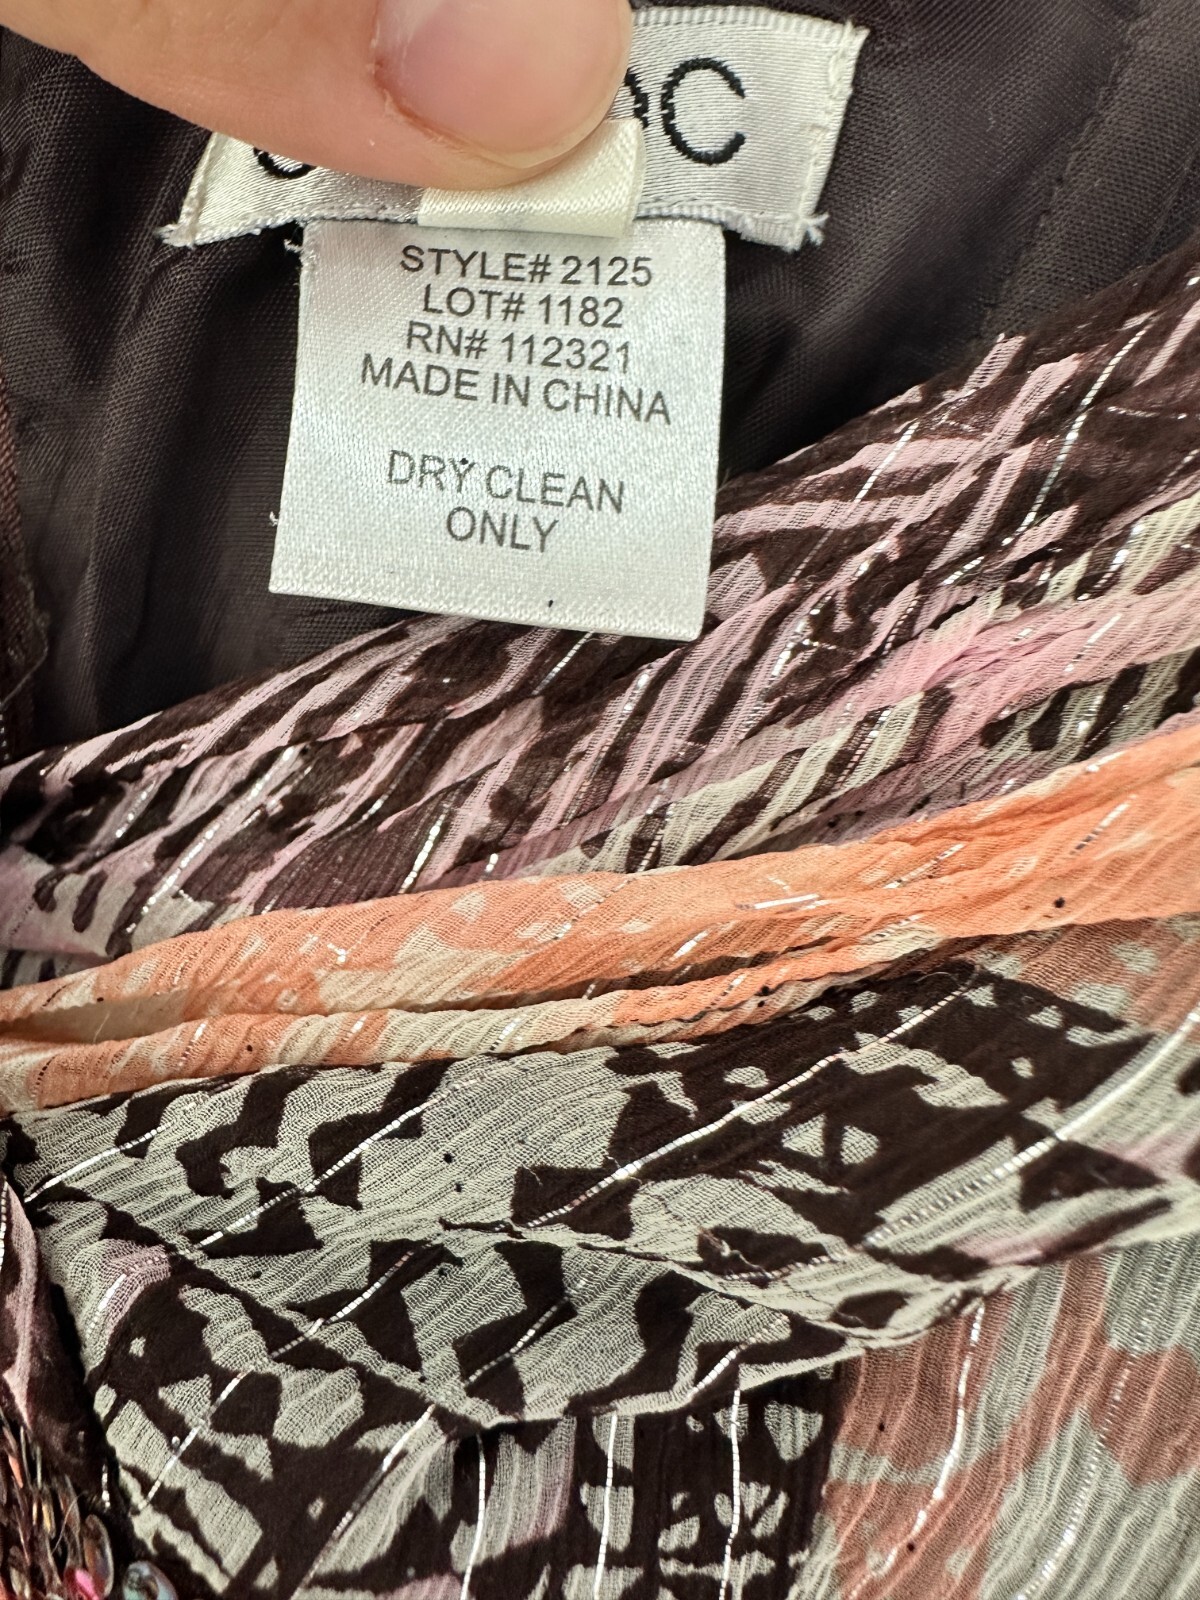 STYLE# 2125
LOT# 1182
RN# 112321
MADE IN CHINA
DRY CLEAN
ONLY